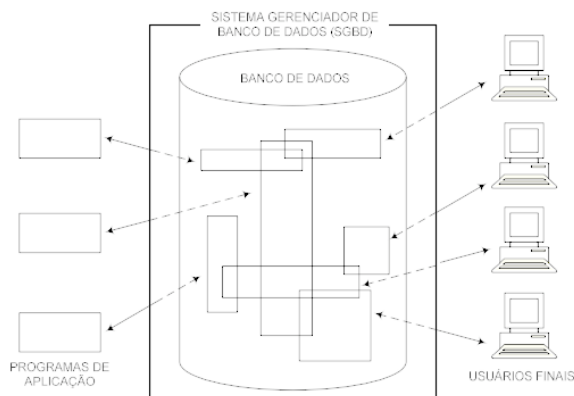 SISTEMA GERENCIADOR DE
BANCO DE DADOS (SGBD)
BANCO DE DADOS
PROGRAMAS DE
APLICAÇÃO
USUÁRIOS FINAIS